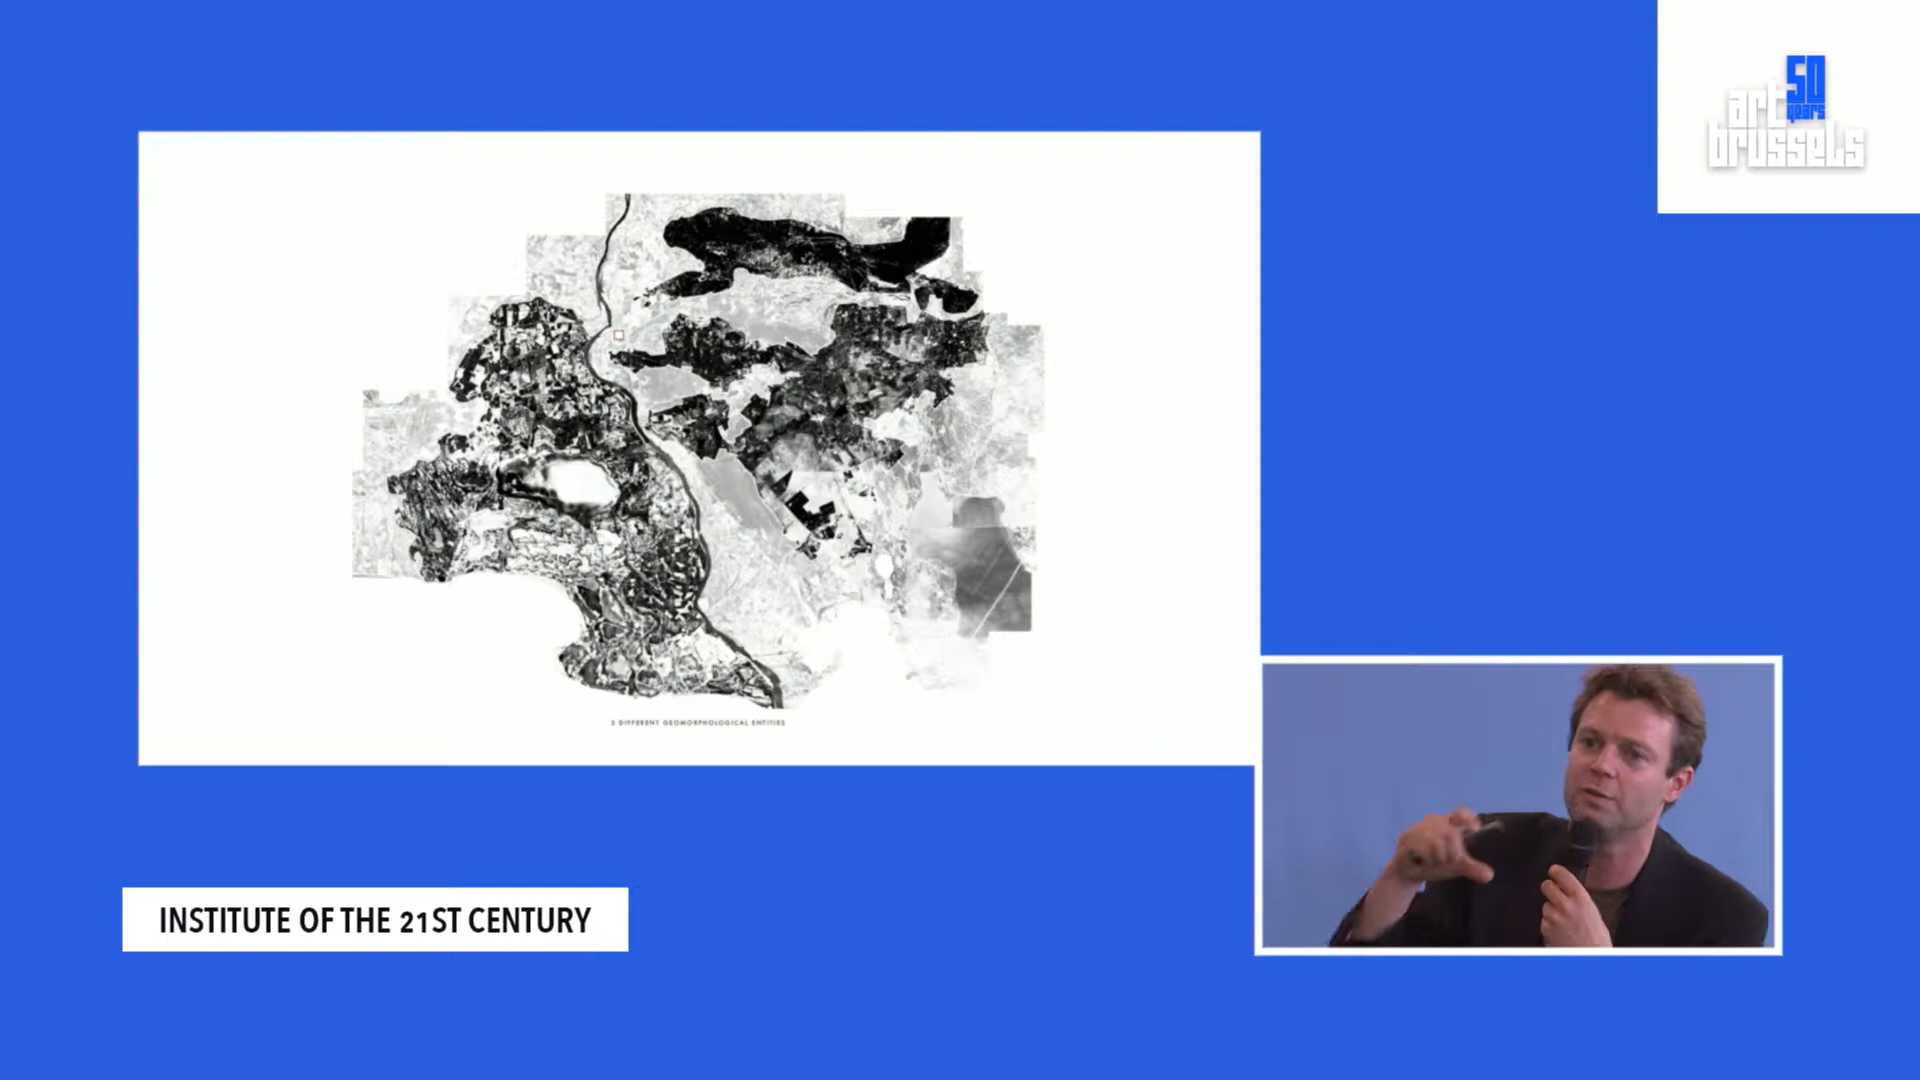 50
years
art
brussels
3 DIFFERENT GEOMORPHOLOGICAL ENTITIES
INSTITUTE OF THE 21ST CENTURY